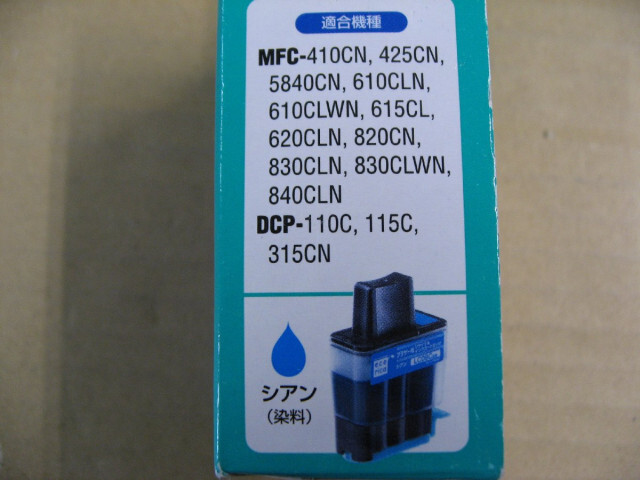 適合機種
MFC-410CN, 425CN,
5840CN, 610CLN,
610CLWN, 615CL,
620CLN, 820CN,
830CLN, 830CLWN,
840CLN
DCP-110C, 115C,
315CN
シアン
(染料)